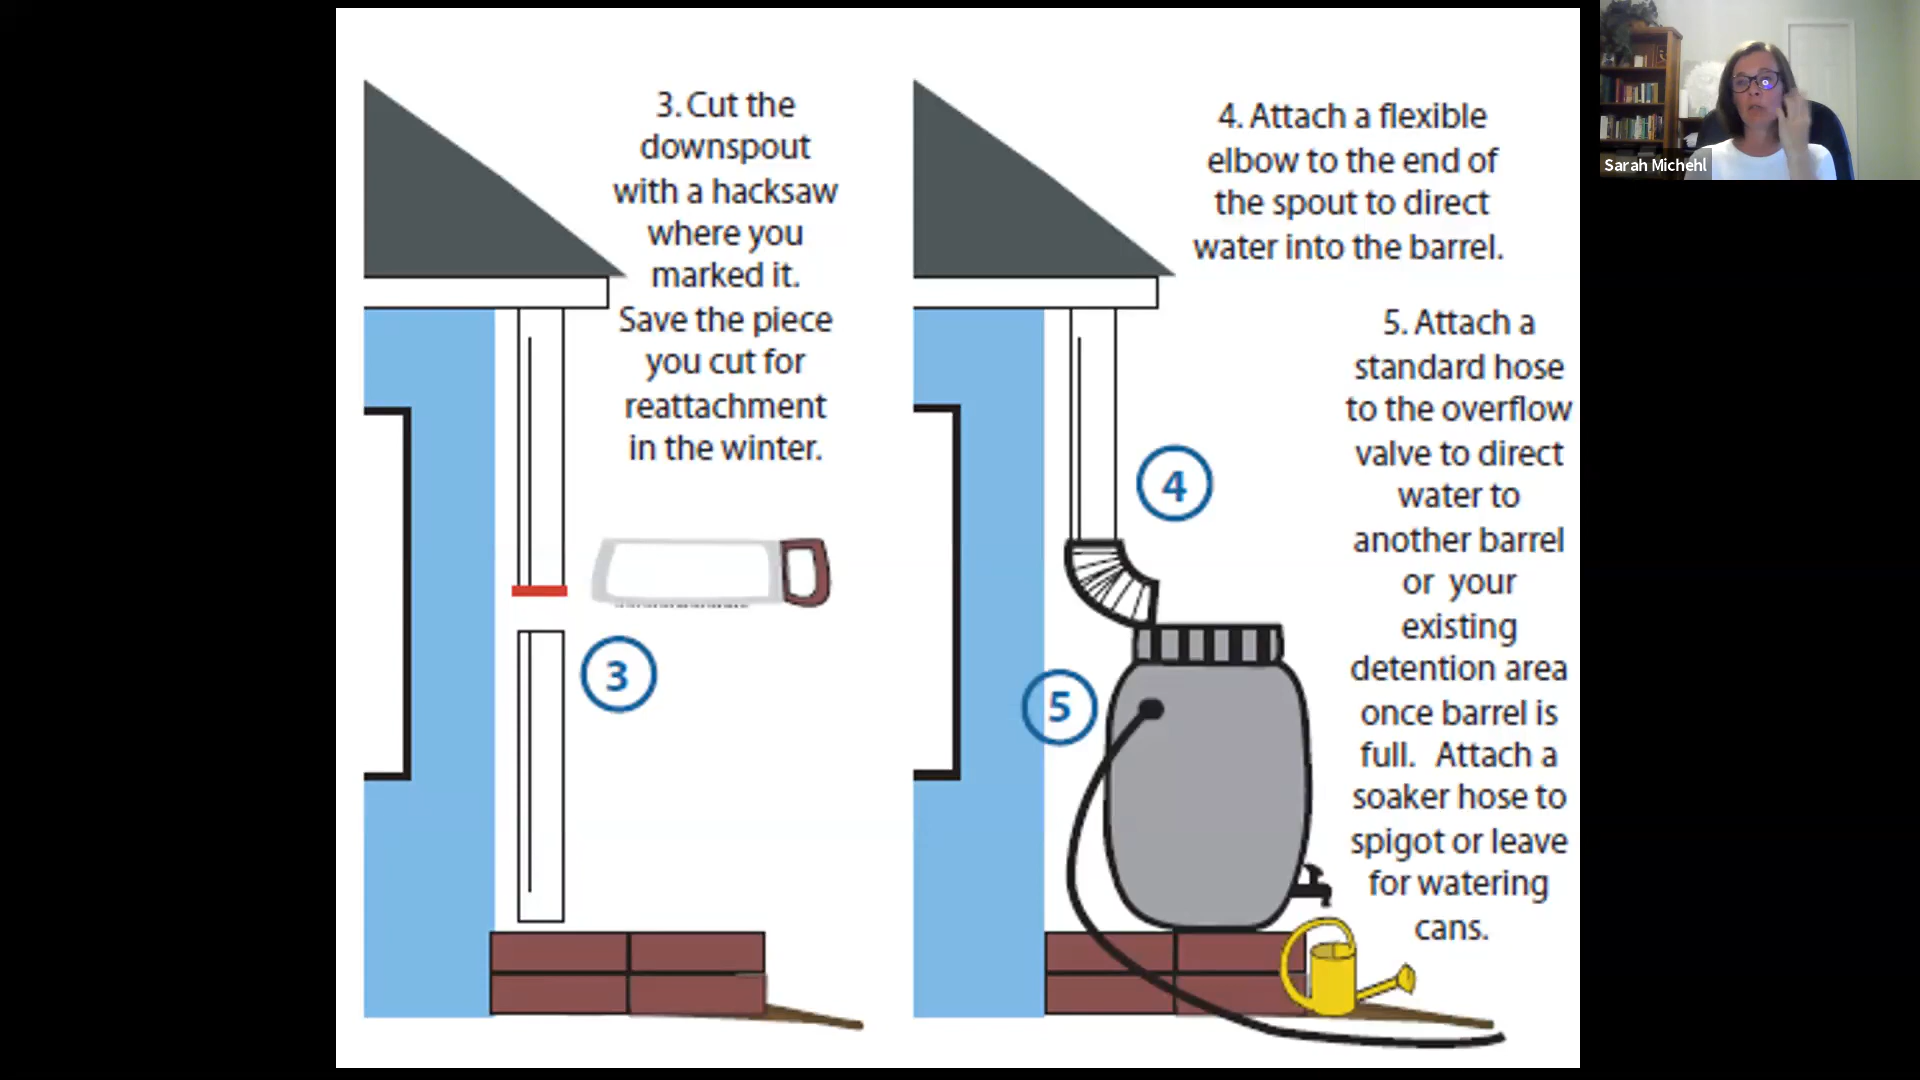 3. Cut the
downspout
with a hacksaw
where you
marked it.
Save the piece
you cut for
reattachment
in the winter.
3
4. Attach a flexible
elbow to the end of
the spout to direct
water into the barrel.
4
5. Attach a
standard hose
to the overflow
valve to direct
water to
another barrel
or your
existing
detention area
once barrel is
full. Attach a
soaker hose to
spigot or leave
for watering
cans.
5
Sarah Michehl